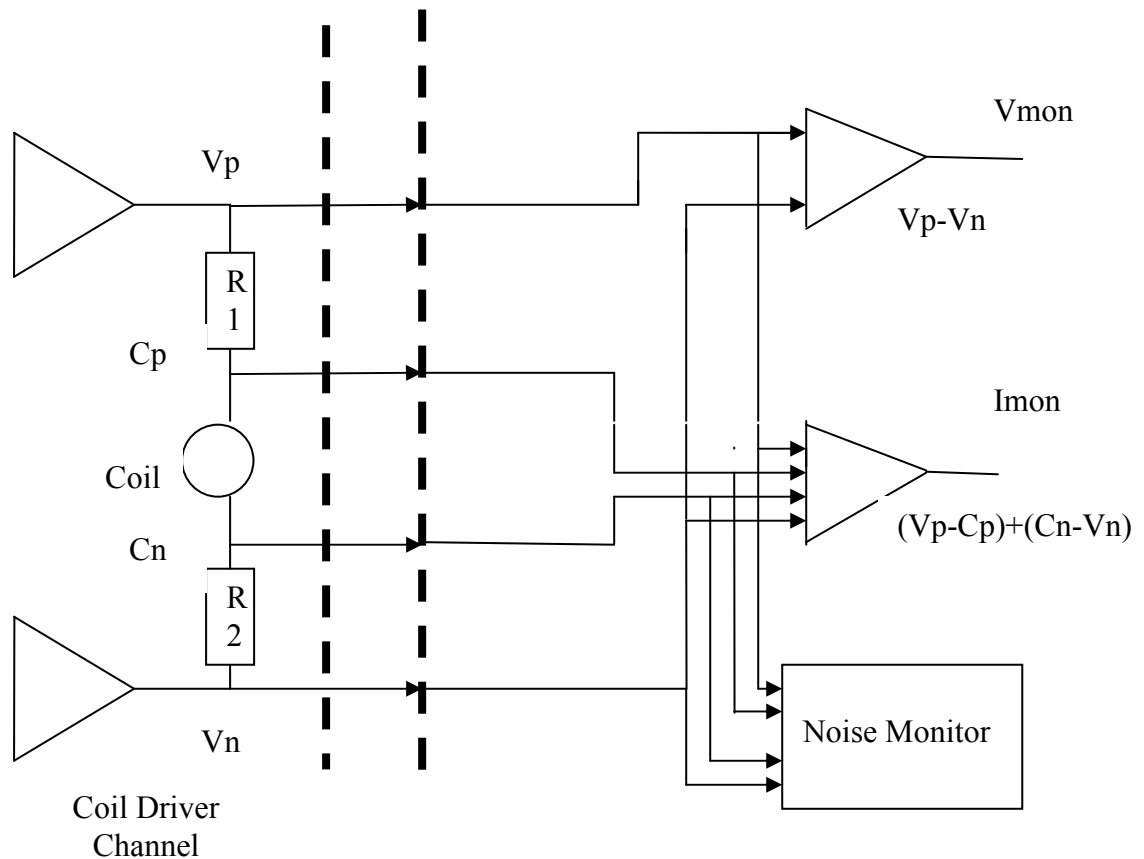 Vmon
Vp
Vp-Vn
R
1
Cp
Imon
Coil
(Vp-Cp)+(Cn-Vn)
Cn
R
2
Noise Monitor
Vn
Coil Driver
Channel